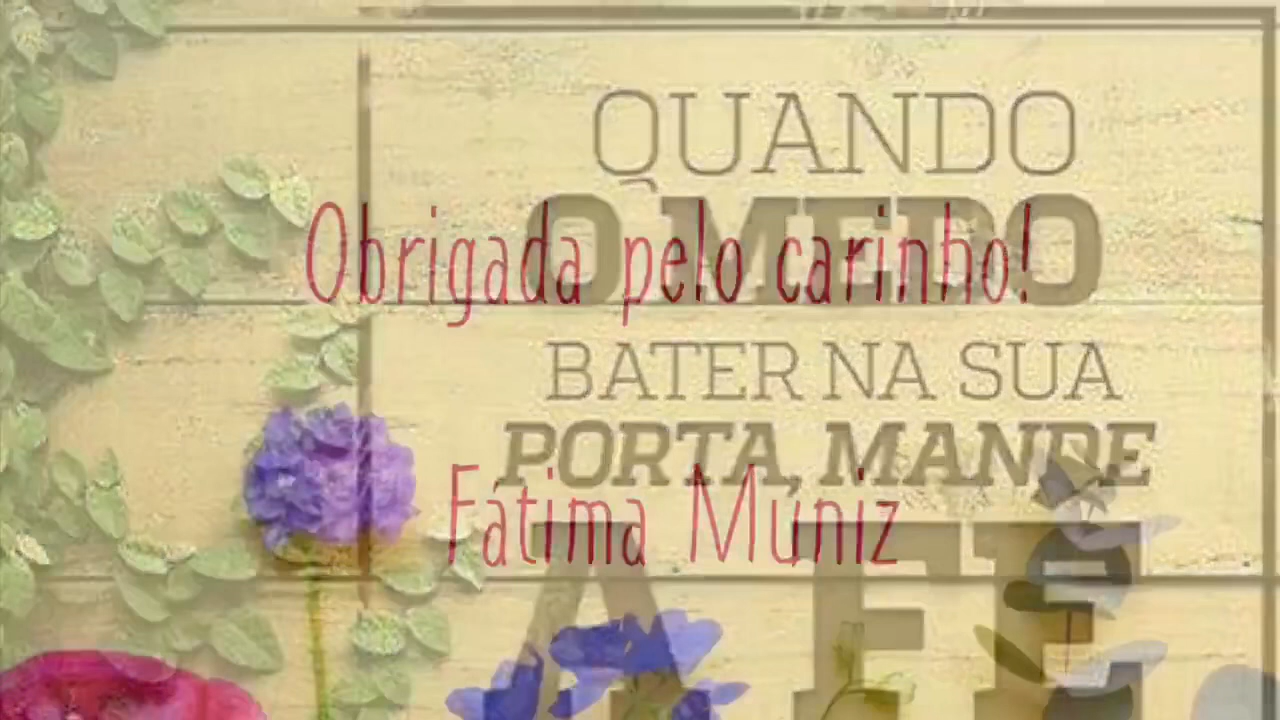 QUANDO
O MEDO
Obrigada pelo carinho!
BATER NA SUA
PORTA, MANDE
Fátima Muniz
A FÉ